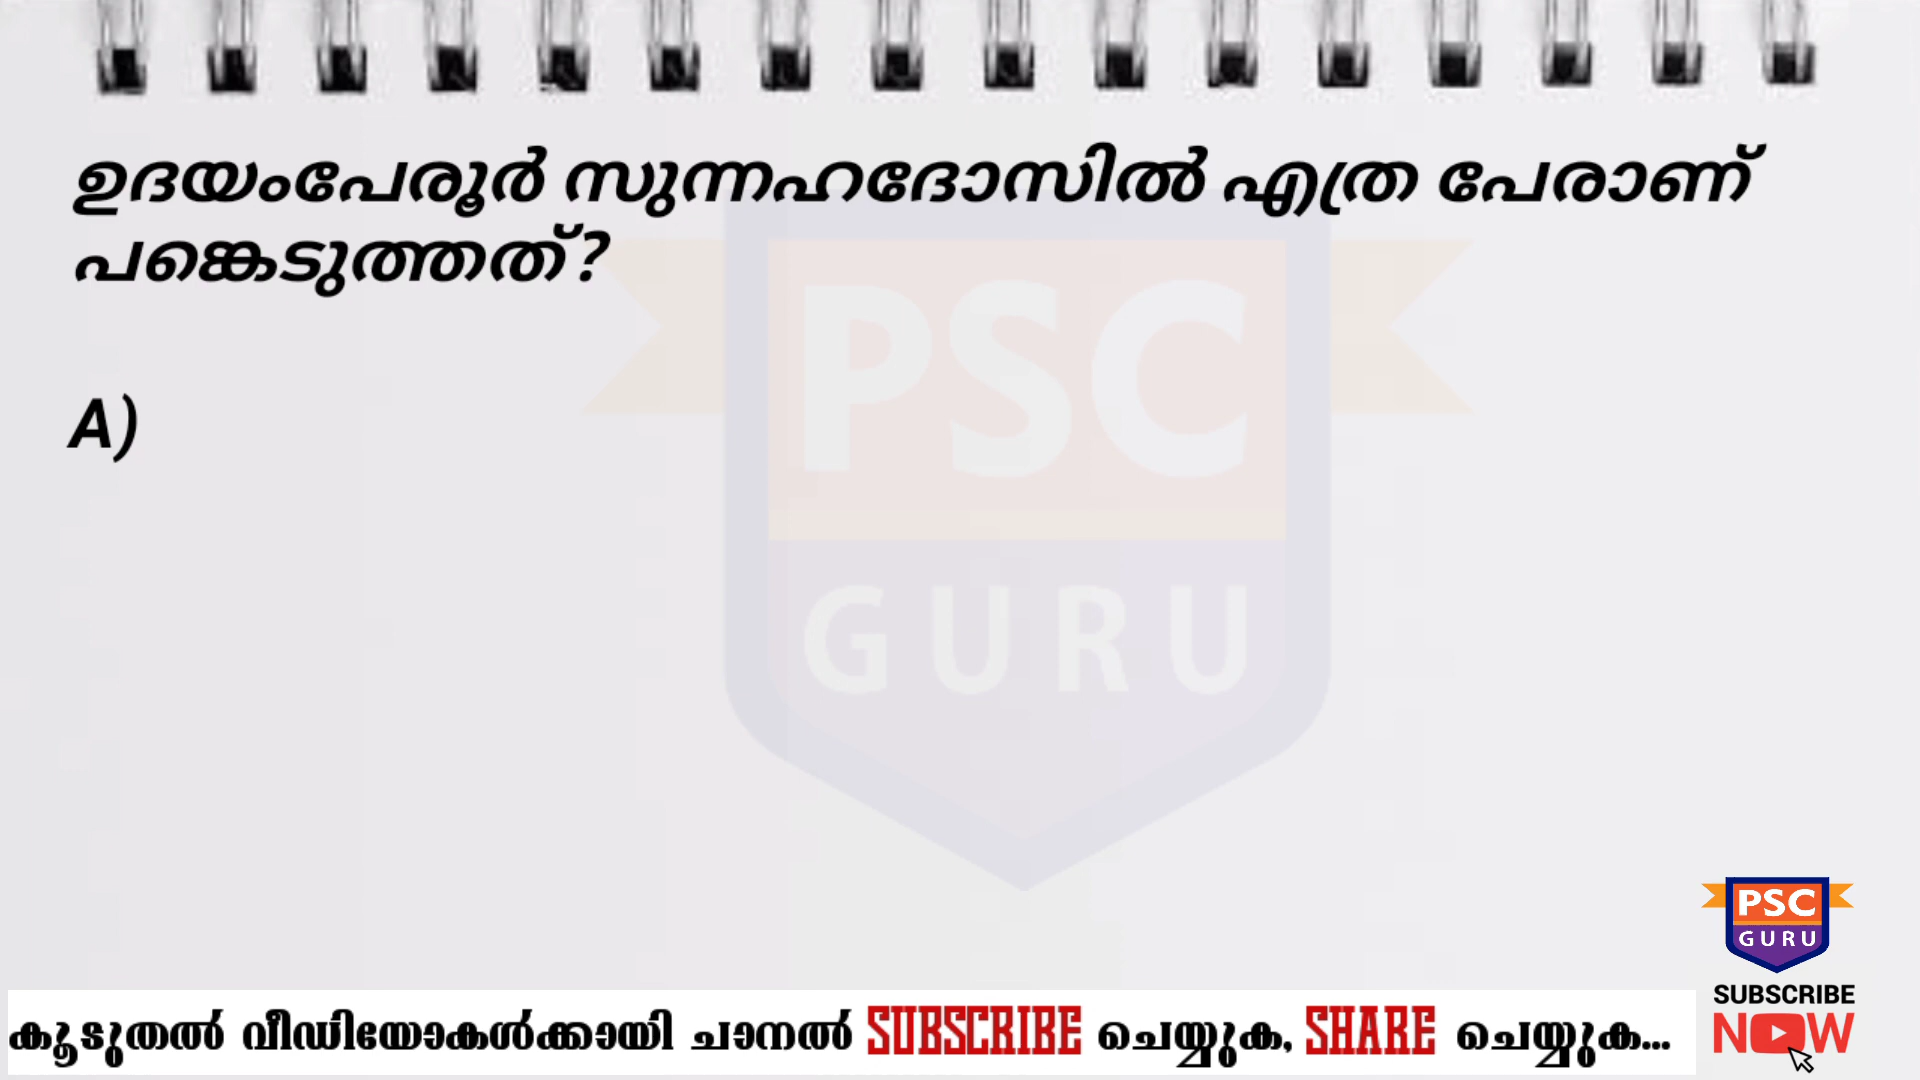 ഉദയംപേരൂർ സുന്നഹദോസിൽ എത്ര പേരാണ്
പങ്കെടുത്തത്?
A)
PSC
GURU
PSC
GURU
SUBSCRIBE
NOW
കൂടുതൽ വീഡിയോകൾക്കായി ചാനൽ SUBSCRIBE ചെയ്യുക, SHARE ചെയ്യുക...